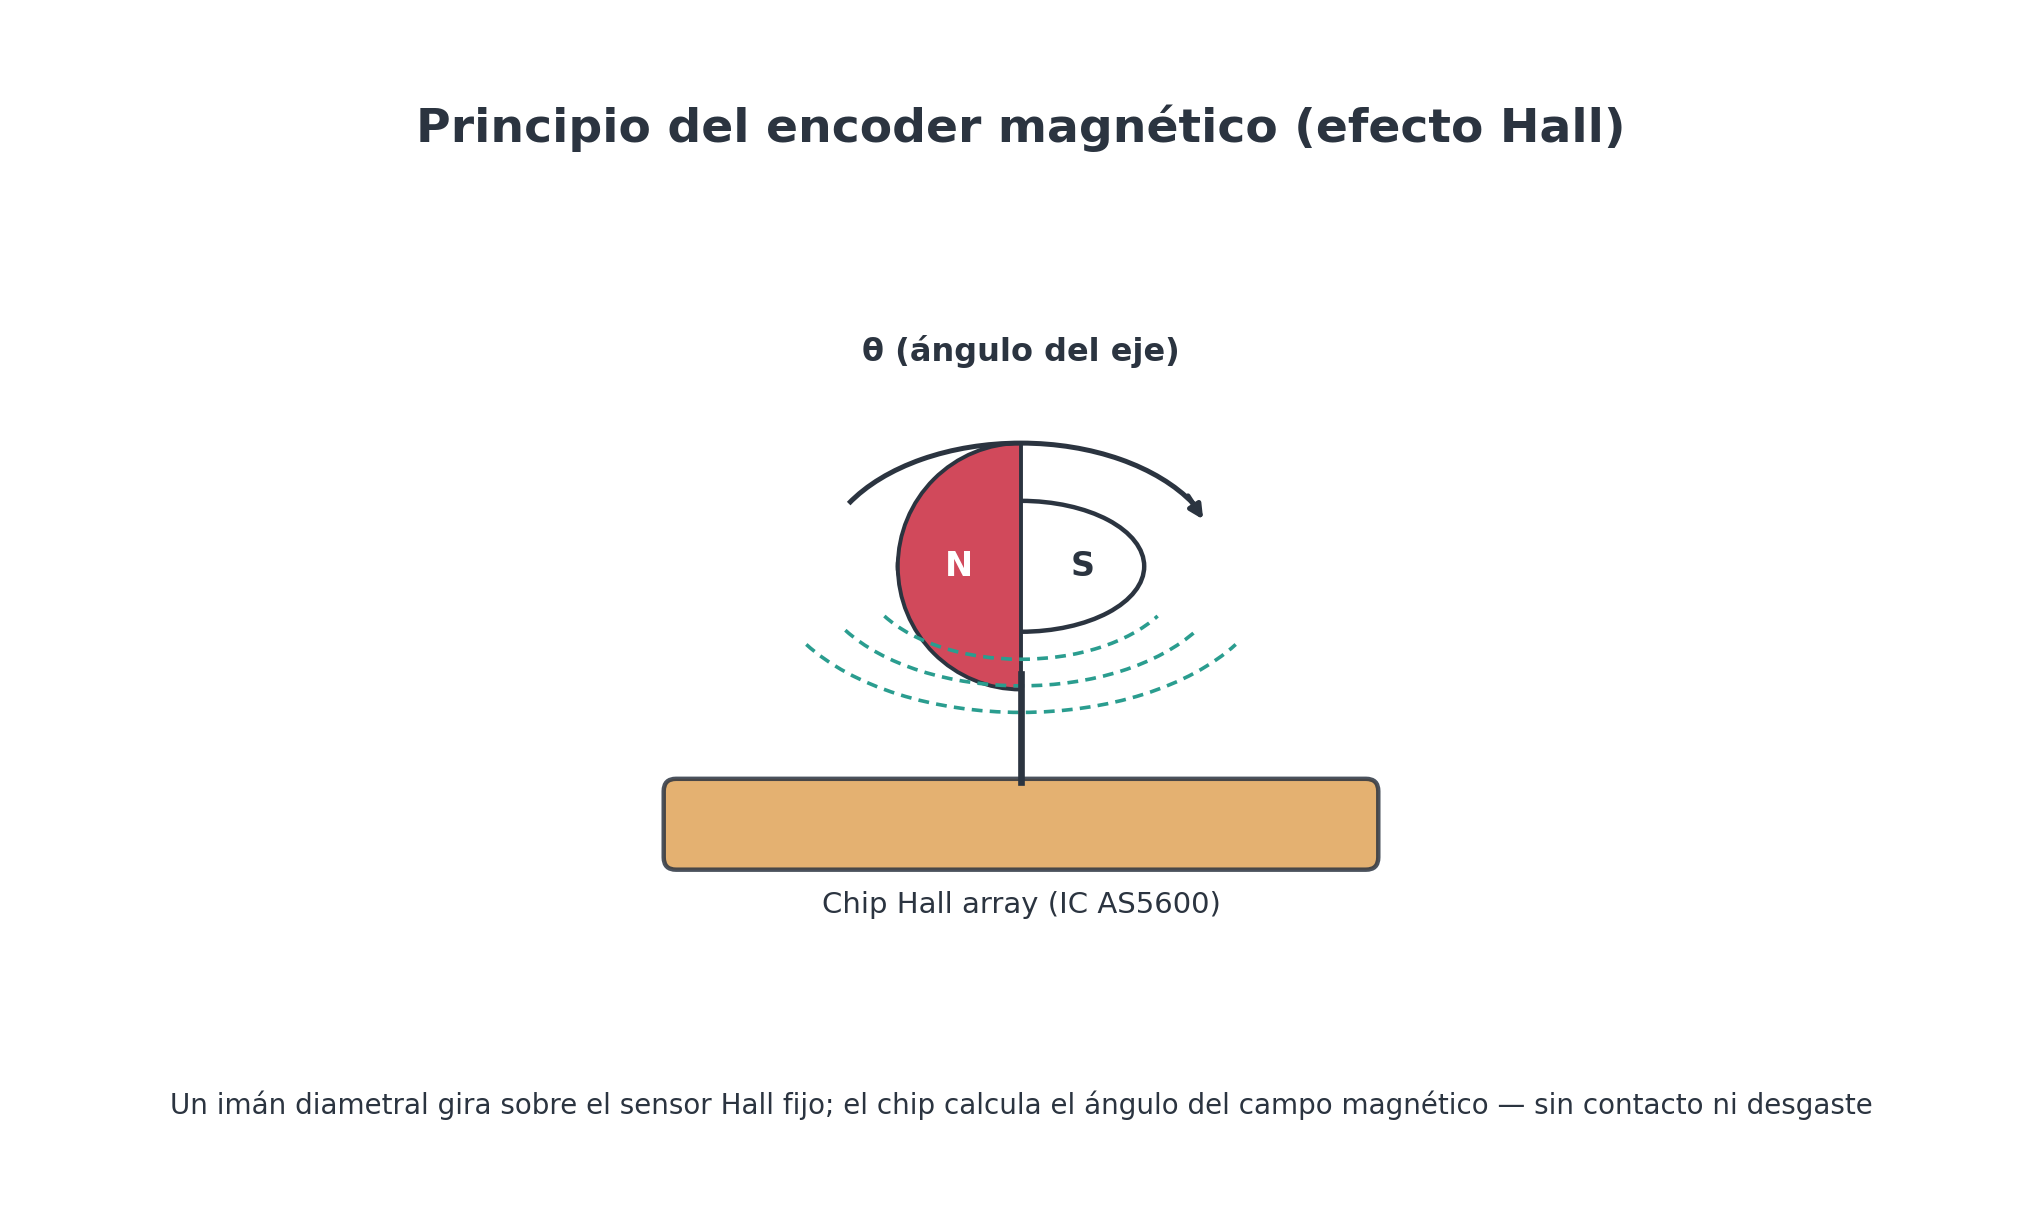 Principio del encoder magnético (efecto Hall)
θ (ángulo del eje)
N
S
Chip Hall array (IC AS5600)
Un imán diametral gira sobre el sensor Hall fijo; el chip calcula el ángulo del campo magnético — sin contacto ni desgaste